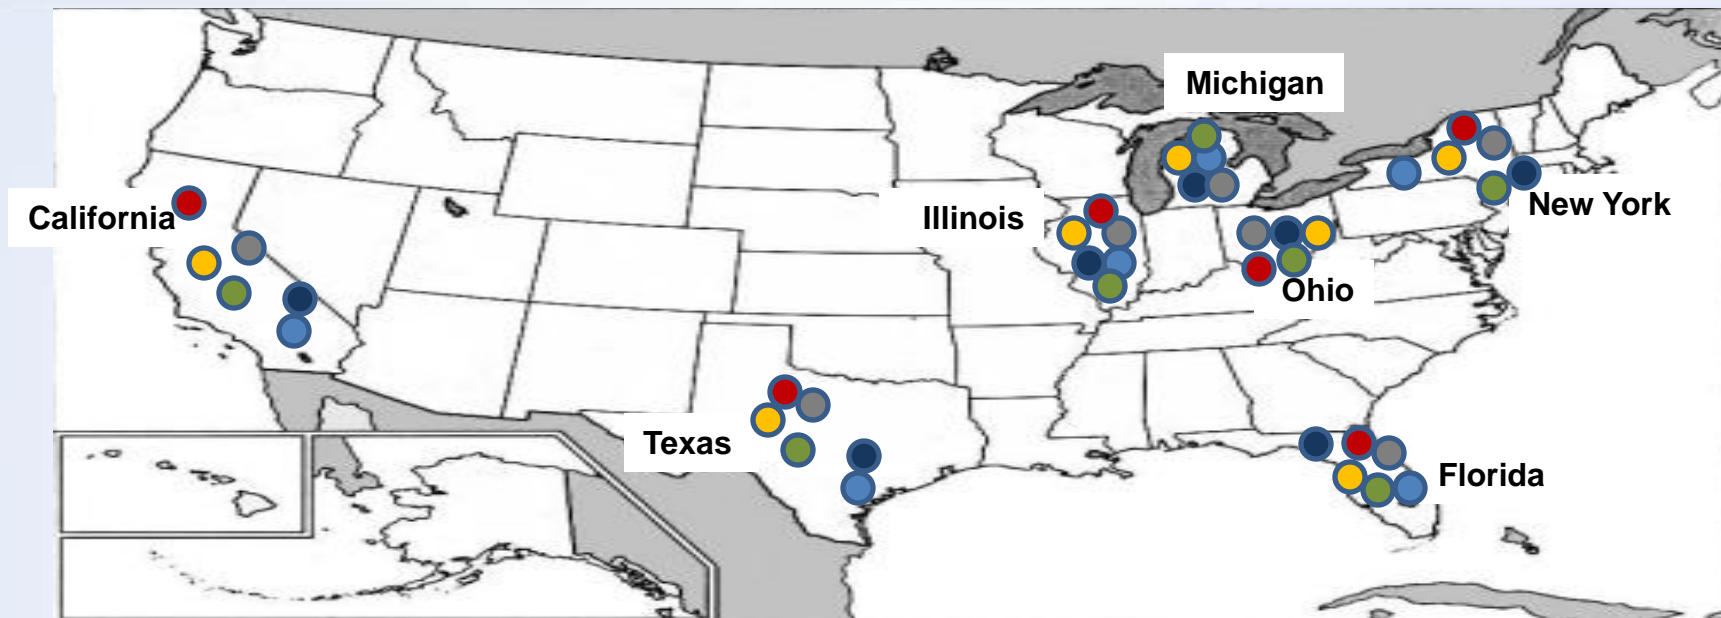 Michigan
California
Illinois
New York
Ohio
Texas
Florida